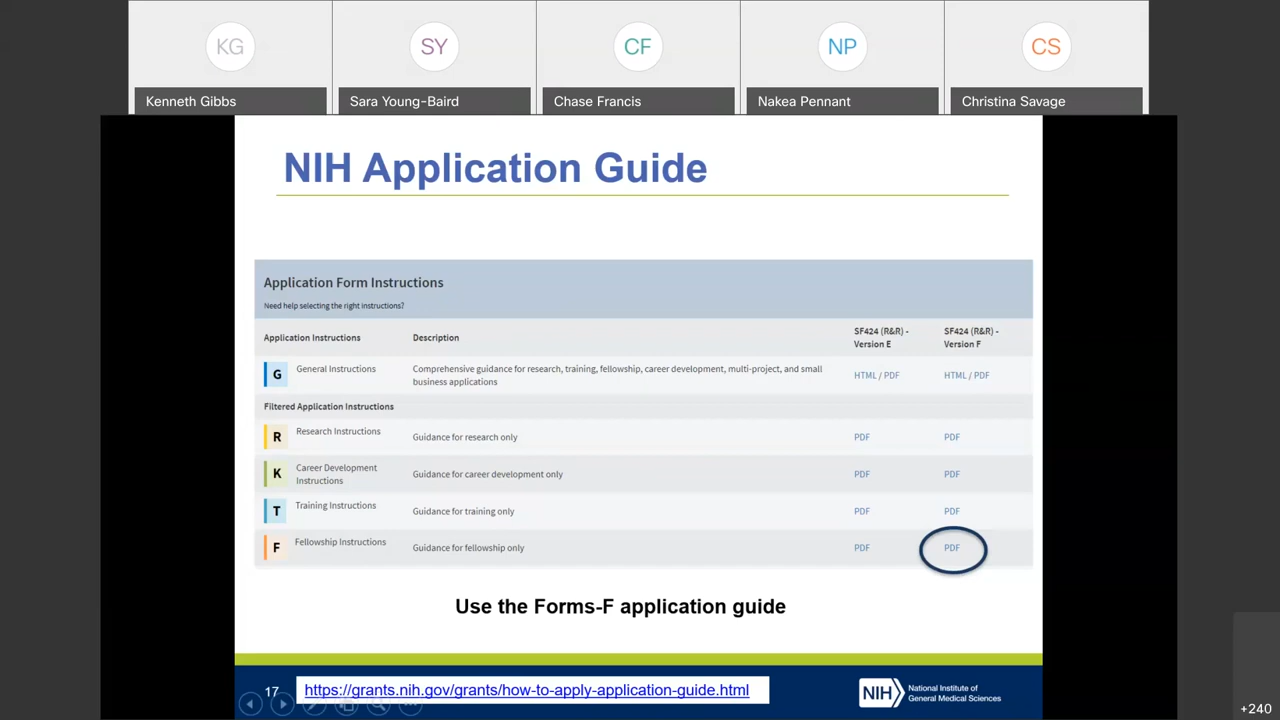 KG
SY
CF
NP
CS
Kenneth Gibbs
Sara Young-Baird
Chase Francis
Nakea Pennant
Christina Savage
NIH Application Guide
Application Form Instructions
Need help selecting the right instructions?
Application Instructions
Description
SF424 (R&R) -
Version E
SF424 (R&R) -
Version F
G
General Instructions
Comprehensive guidance for research, training, fellowship, career development, multi-project, and small
business applications
HTML / PDF
HTML / PDF
Filtered Application Instructions
R
Research Instructions
Guidance for research only
PDF
PDF
K
Career Development
Instructions
Guidance for career development only
PDF
PDF
T
Training Instructions
Guidance for training only
PDF
PDF
F
Fellowship Instructions
Guidance for fellowship only
PDF
PDF
Use the Forms-F application guide
17
https://grants.nih.gov/grants/how-to-apply-application-guide.html
NIH
National Institute of
General Medical Sciences
+240